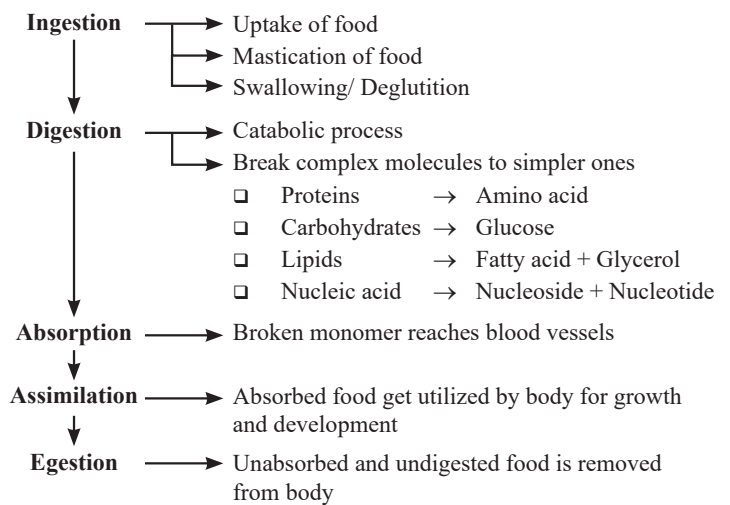 Ingestion → Uptake of food
→ Mastication of food
→ Swallowing/ Deglutition
Digestion → Catabolic process
→ Break complex molecules to simpler ones
❑ Proteins → Amino acid
❑ Carbohydrates → Glucose
❑ Lipids → Fatty acid + Glycerol
❑ Nucleic acid → Nucleoside + Nucleotide
Absorption → Broken monomer reaches blood vessels
Assimilation → Absorbed food get utilized by body for growth
and development
Egestion → Unabsorbed and undigested food is removed
from body